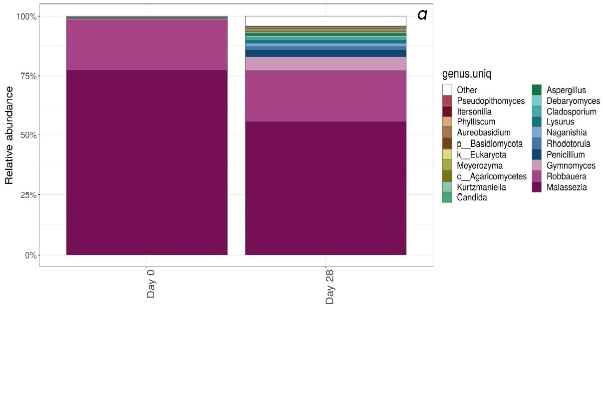 a
100%
75%
50%
25%
0%
Relative abundance
Day 0
Day 28
genus.uniq
Other
Pseudopithomyces
Itersonilia
Phylliscum
Aureobasidium
p__Basidiomycota
k__Eukaryota
Meyerozyma
c__Agaricomycetes
Kurtzmaniella
Candida
Aspergillus
Debaryomyces
Cladosporium
Lysurus
Naganishia
Rhodotorula
Penicillium
Gymnomyces
Robbauera
Malassezia